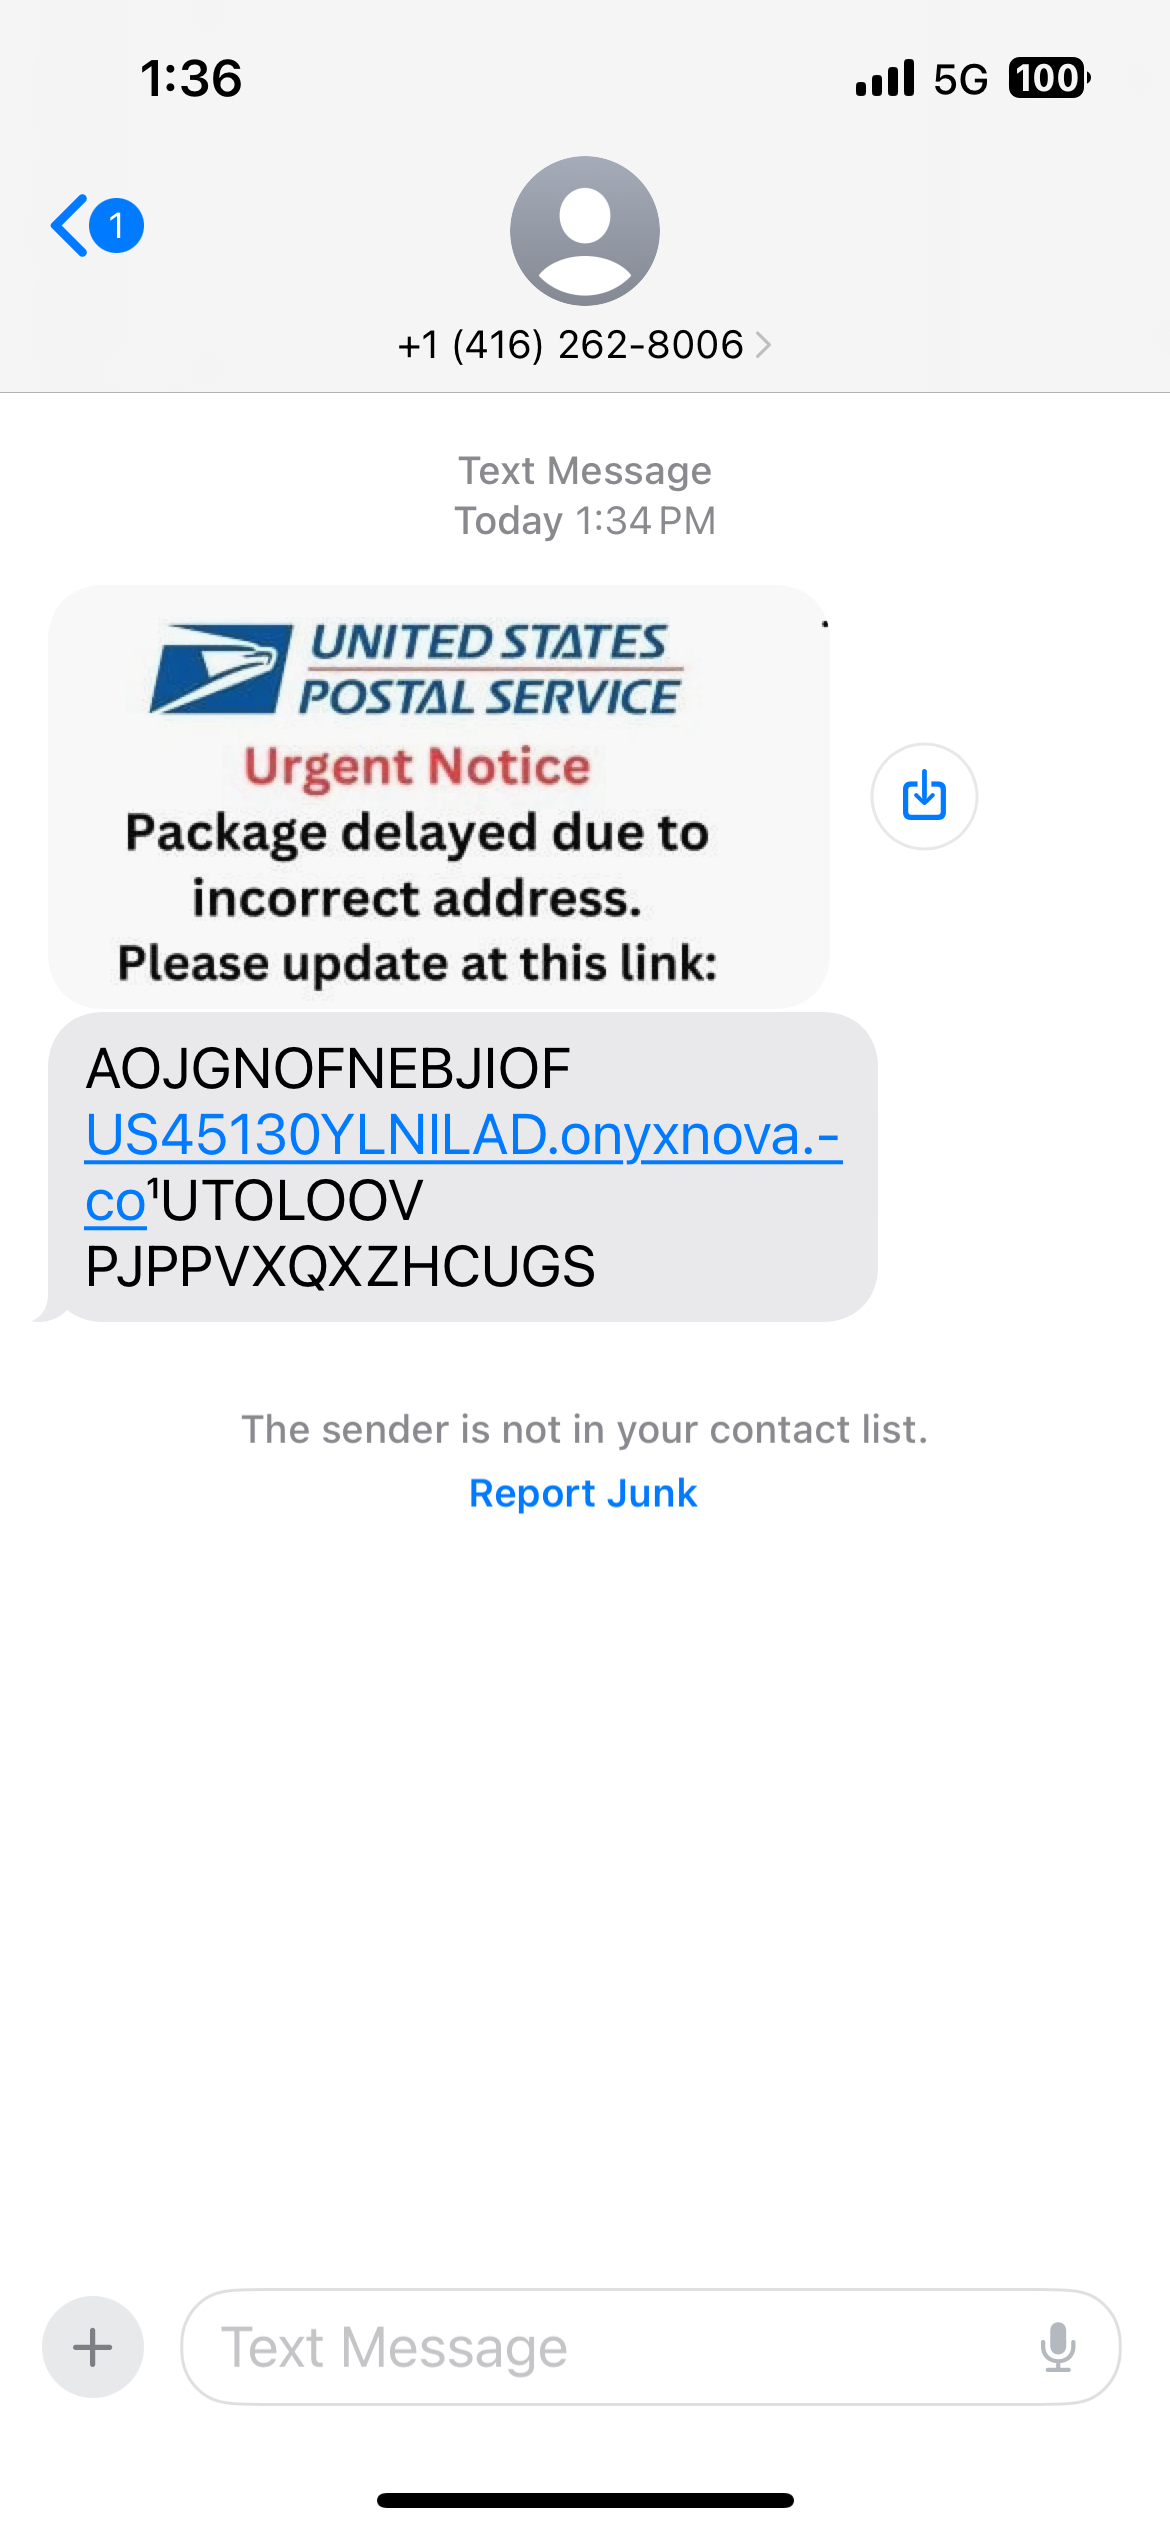 1:36
5G 100
1
+1 (416) 262-8006
Text Message
Today 1:34 PM
UNITED STATES
POSTAL SERVICE
Urgent Notice
Package delayed due to
incorrect address.
Please update at this link:
AOJGNOFNEBJIOF
US45130YLNILAD.onyxnova.-
co¹UTOLOOV
PJPPVXQXZHCUGS
The sender is not in your contact list.
Report Junk
Text Message